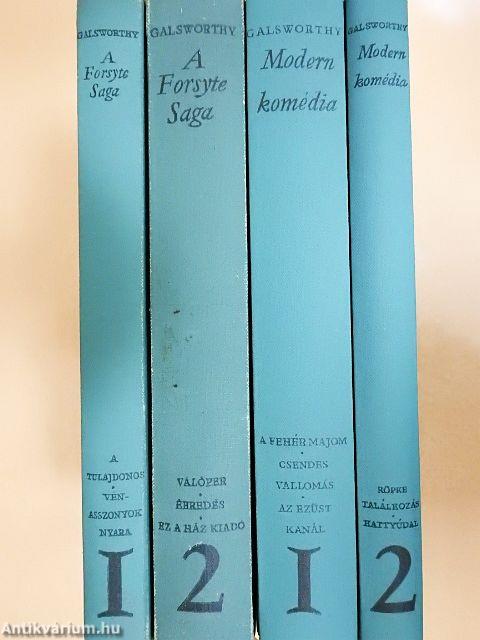 GALSWORTHY
A
Forsyte
Saga
A
TULAJDONOS
•
VÉN-
ASSZONYOK
NYARA
1
GALSWORTHY
A
Forsyte
Saga
VÁLÓPER
•
ÉBREDÉS
•
EZ A HÁZ KIADÓ
2
GALSWORTHY
Modern
komédia
A FEHÉR MAJOM
•
CSENDES
VALLOMÁS
•
AZ EZÜST
KANÁL
1
GALSWORTHY
Modern
komédia
RÖPKE
TALÁLKOZÁS
•
HATTYÚDAL
2
Antikvárium.hu